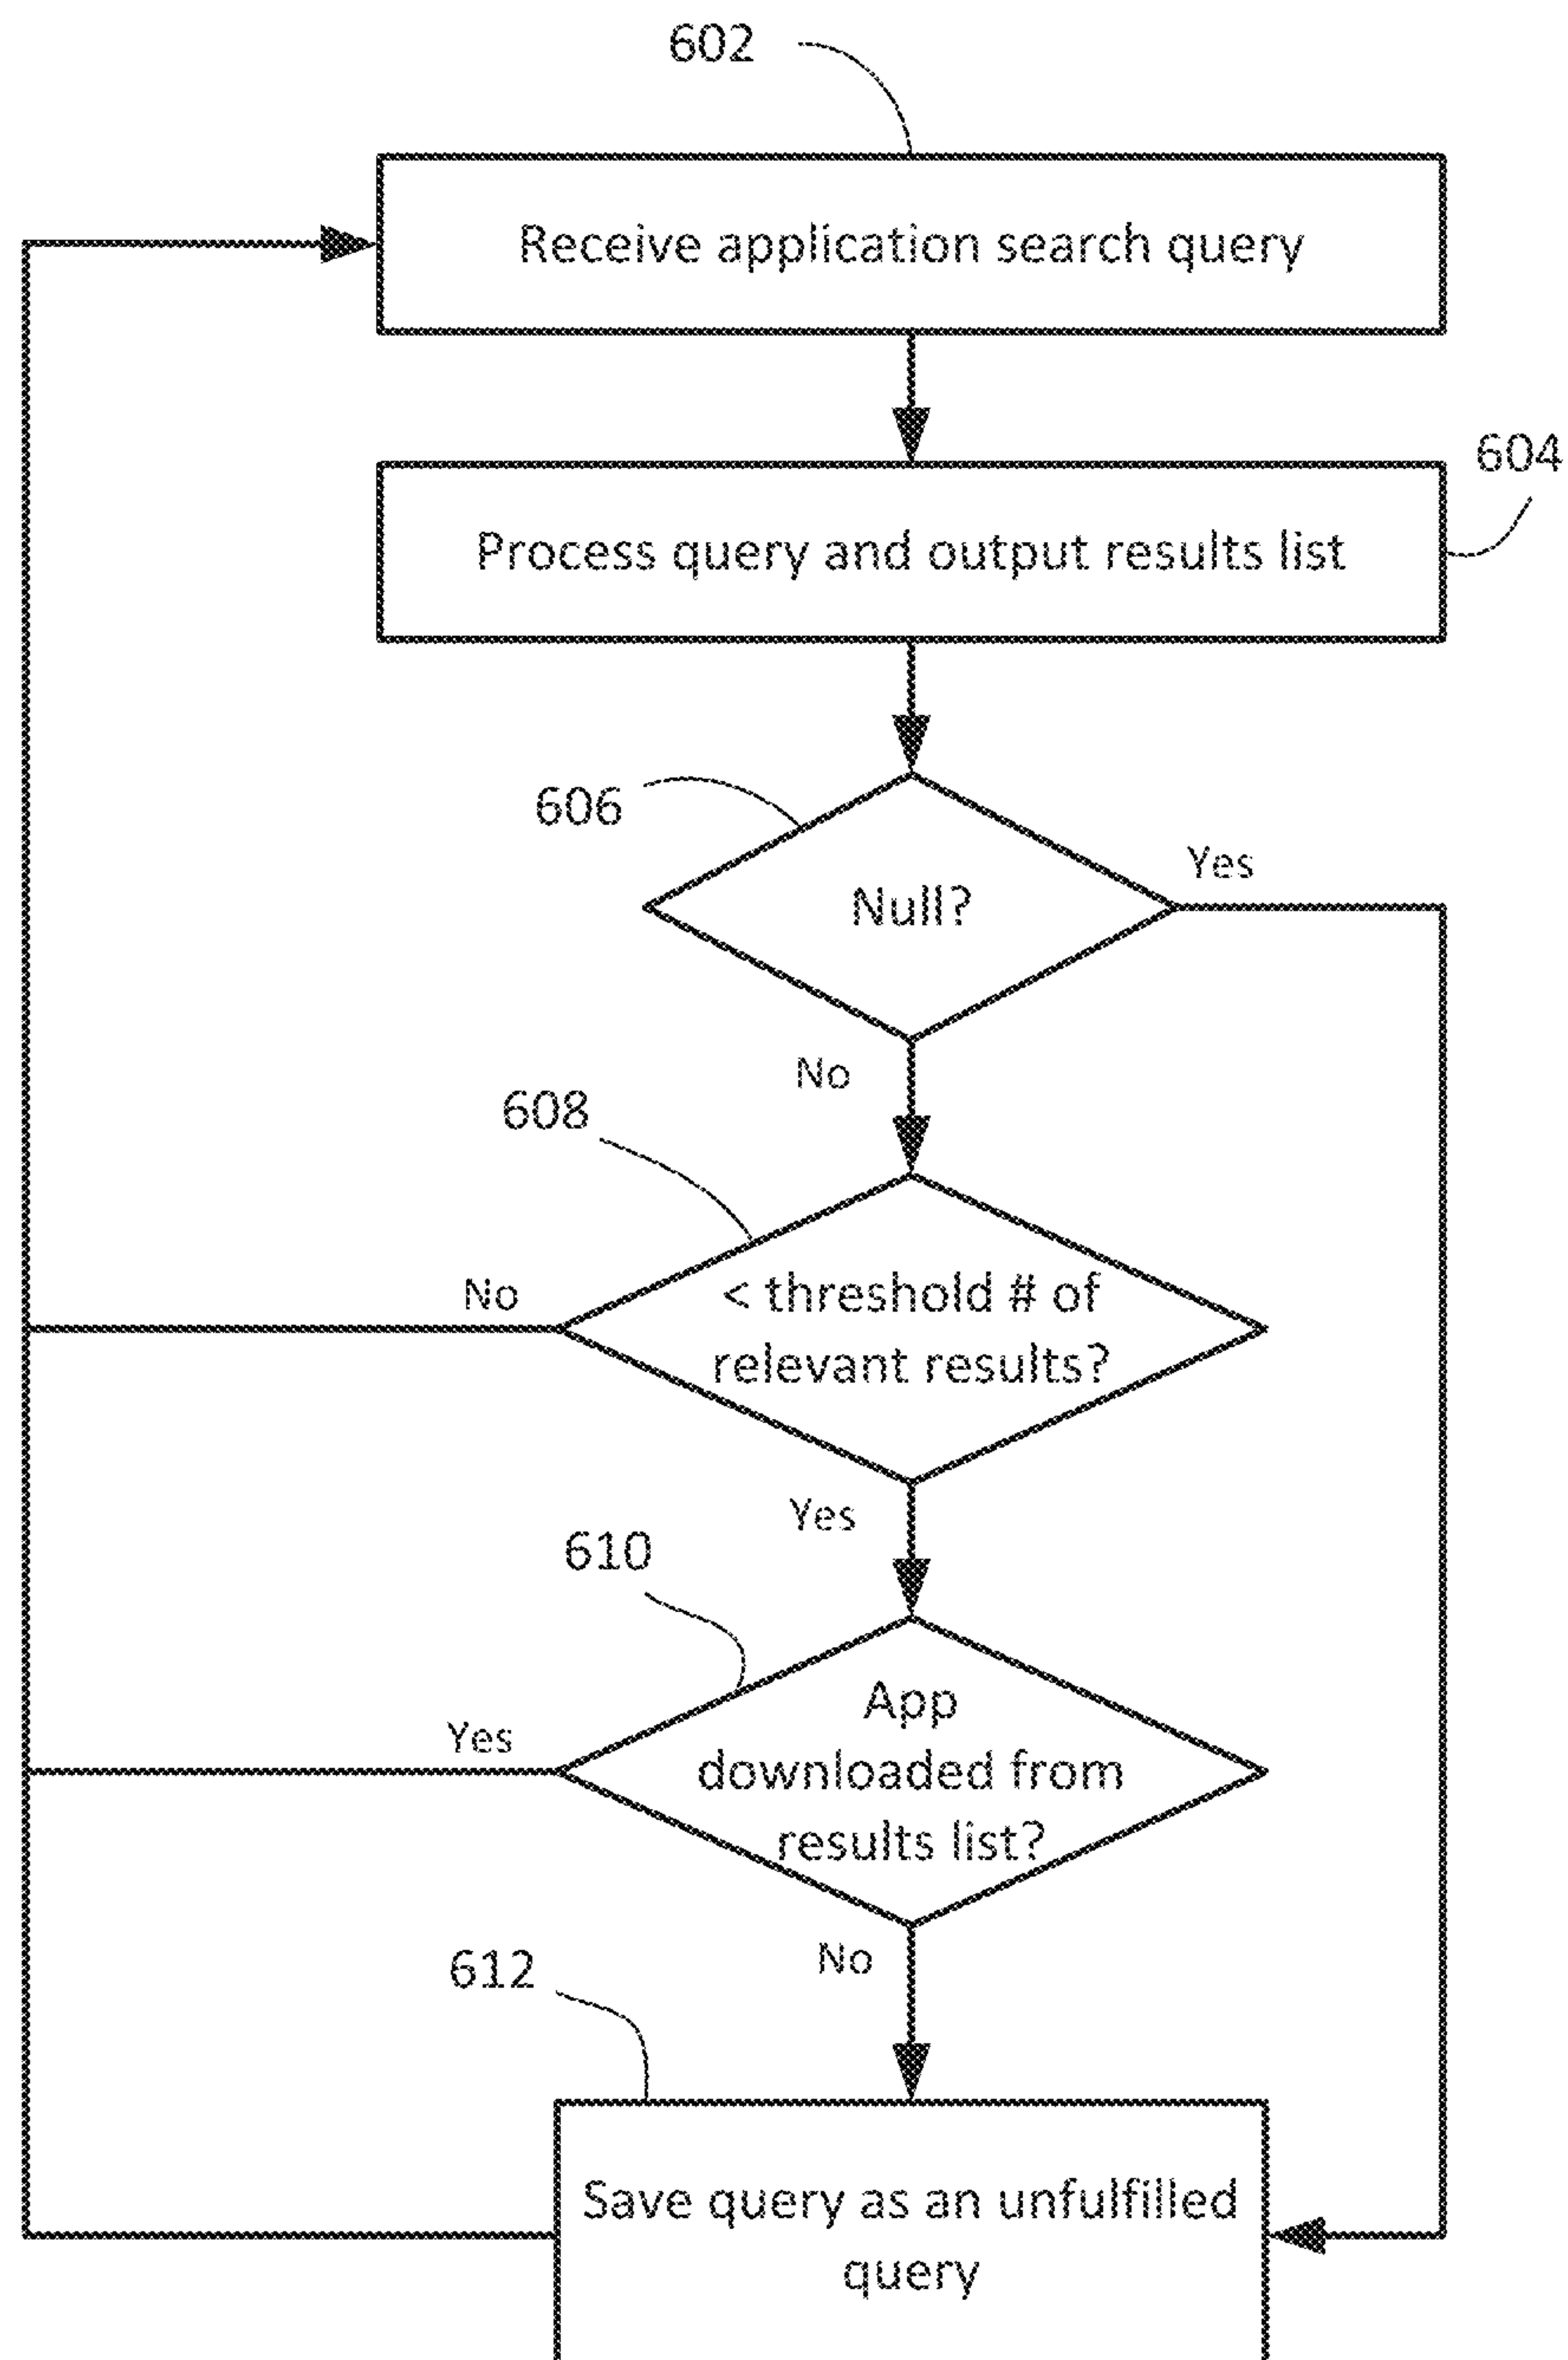 602
Receive application search query
604
Process query and output results list
606
Null?
Yes
No
608
< threshold # of
relevant results?
No
Yes
610
App
downloaded from
results list?
Yes
No
612
Save query as an unfulfilled
query